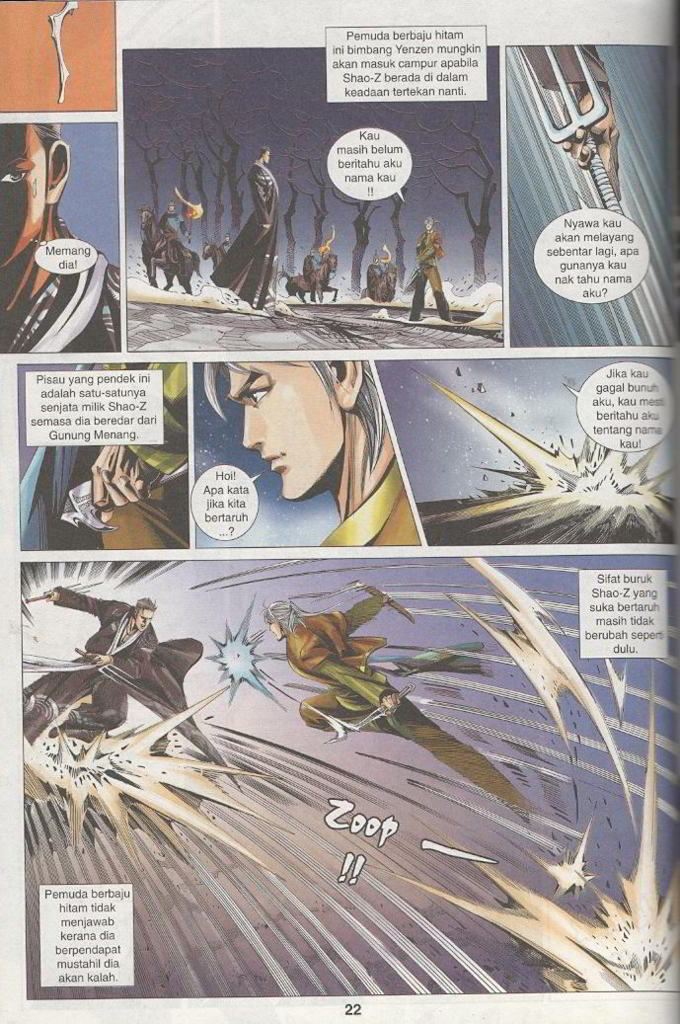 Pemuda berbaju hitam
ini bimbang Yenzen mungkin
akan masuk campur apabila
Shao-Z berada di dalam
keadaan tertekan nanti.
Memang
dia!
Kau
masih belum
beritahu aku
nama kau
!!
Nyawa kau
akan melayang
sebentar lagi, apa
gunanya kau
nak tahu nama
aku?
Pisau yang pendek ini
adalah satu-satunya
senjata milik Shao-Z
semasa dia beredar dari
Gunung Menang.
Hoi!
Apa kata
jika kita
bertaruh
...?
Jika kau
gagal bunuh
aku, kau mesti
beritahu aku
tentang nama
kau!
Sifat buruk
Shao-Z yang
suka bertaruh
masih tidak
berubah seperti
dulu.
Zoop
!!
Pemuda berbaju
hitam tidak
menjawab
kerana dia
berpendapat
mustahil dia
akan kalah.
22